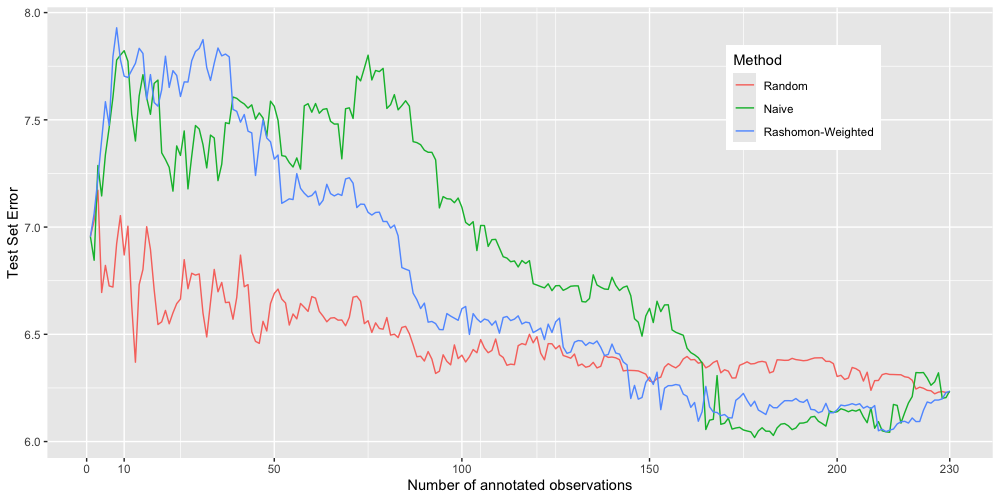 8.0
7.5
7.0
6.5
6.0
Test Set Error
0
10
50
100
150
200
230
Number of annotated observations
Method
Random
Naive
Rashomon-Weighted